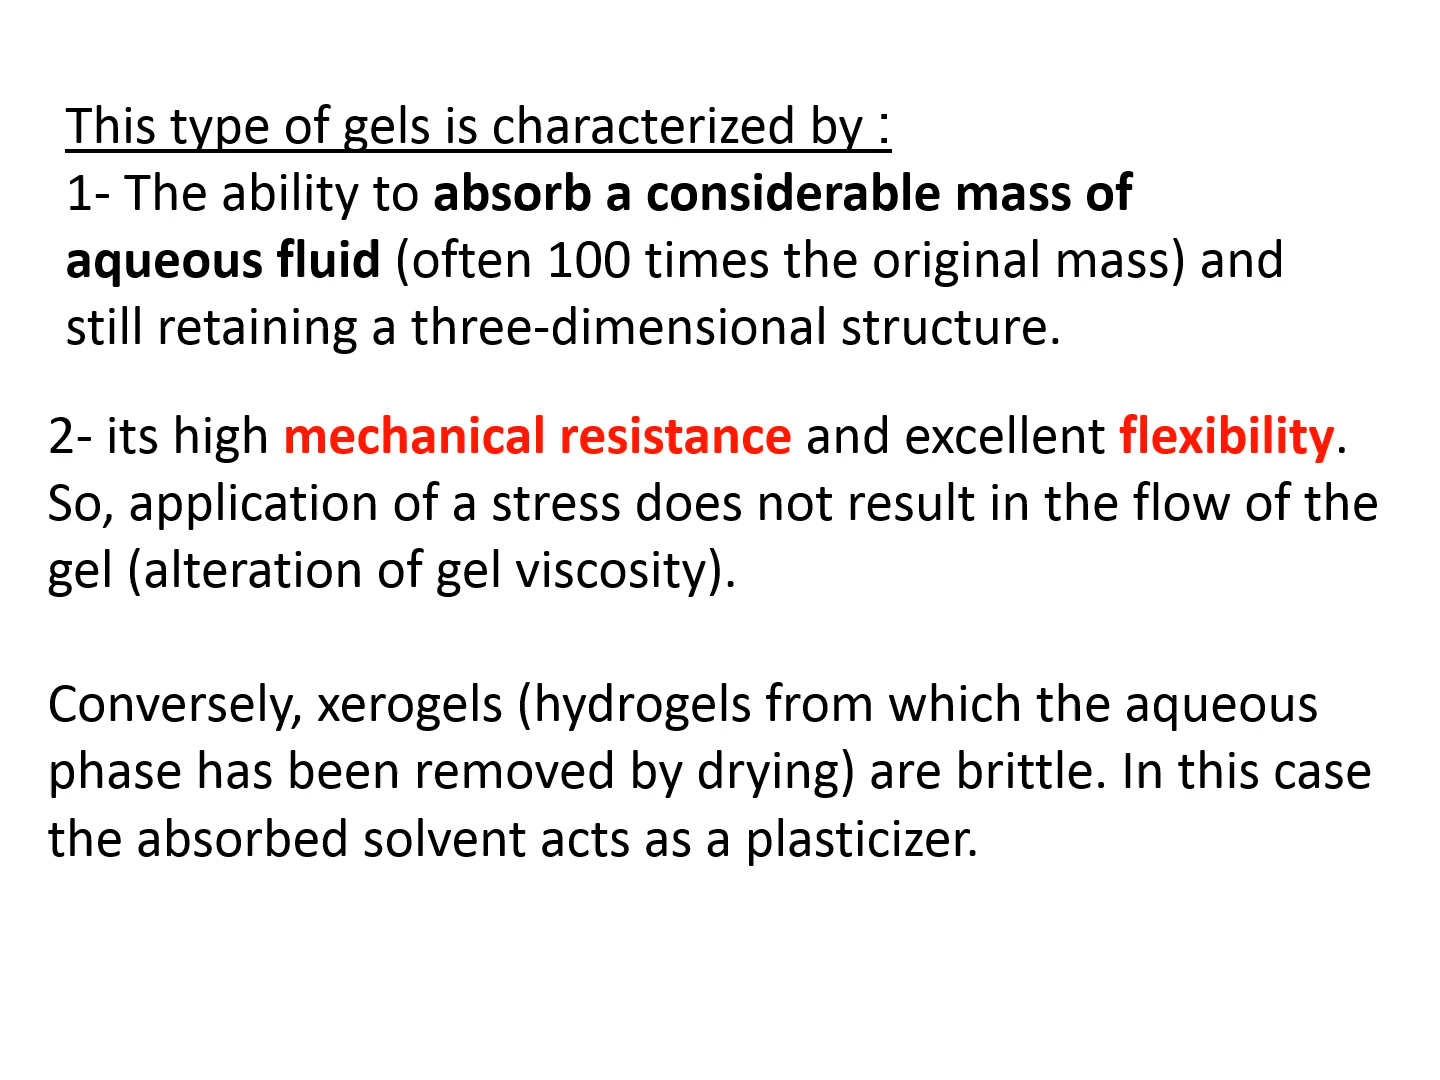 This type of gels is characterized by :
1- The ability to absorb a considerable mass of
aqueous fluid (often 100 times the original mass) and
still retaining a three-dimensional structure.
2- its high mechanical resistance and excellent flexibility.
So, application of a stress does not result in the flow of the
gel (alteration of gel viscosity).
Conversely, xerogels (hydrogels from which the aqueous
phase has been removed by drying) are brittle. In this case
the absorbed solvent acts as a plasticizer.